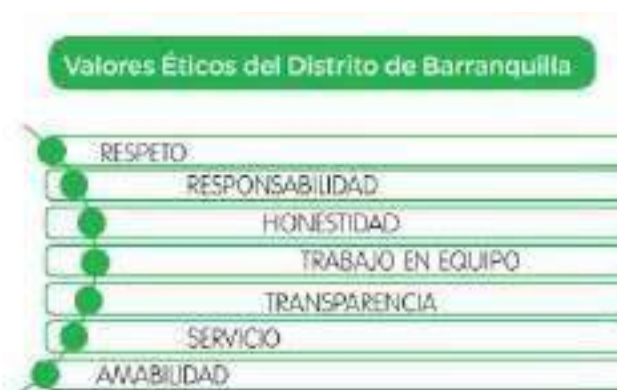 Valores Éticos del Distrito de Barranquilla
RESPETO
RESPONSABILIDAD
HONESTIDAD
TRABAJO EN EQUIPO
TRANSPARENCIA
SERVICIO
AMABILIDAD